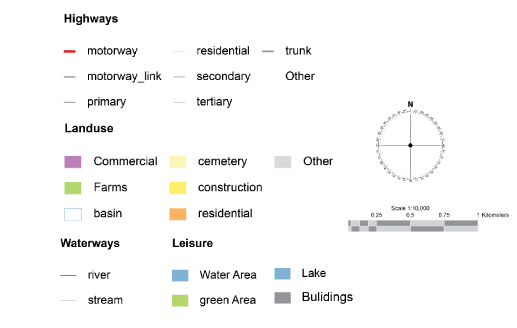 Highways
motorway residential trunk
motorway_link secondary Other
primary tertiary
Landuse
Commercial cemetery Other
Farms construction
basin residential
Waterways Leisure
river Water Area Lake
stream green Area Bulidings
N
Scale 1:10,000
0.25 0.5 0.75 1 Kilometers